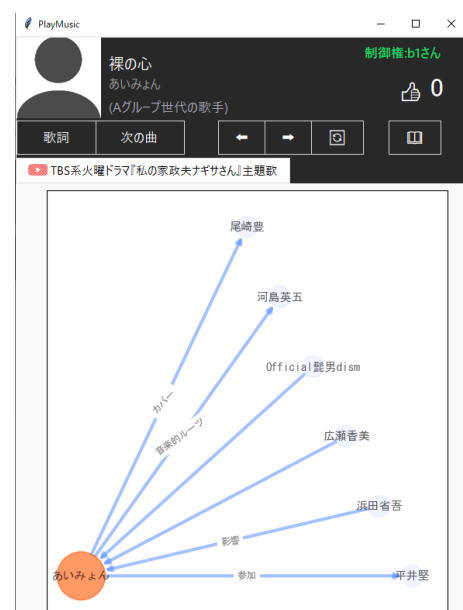 PlayMusic
裸の心
あいみょん
(Aグループ世代の歌手)
制御権:b1さん
0
歌詞 次の曲
TBS系火曜ドラマ『私の家政夫ナギサさん』主題歌
尾崎豊
河島英五
Official髭男dism
カバー
音楽的ルーツ
広瀬香美
浜田省吾
影響
あいみょん
参加
平井堅